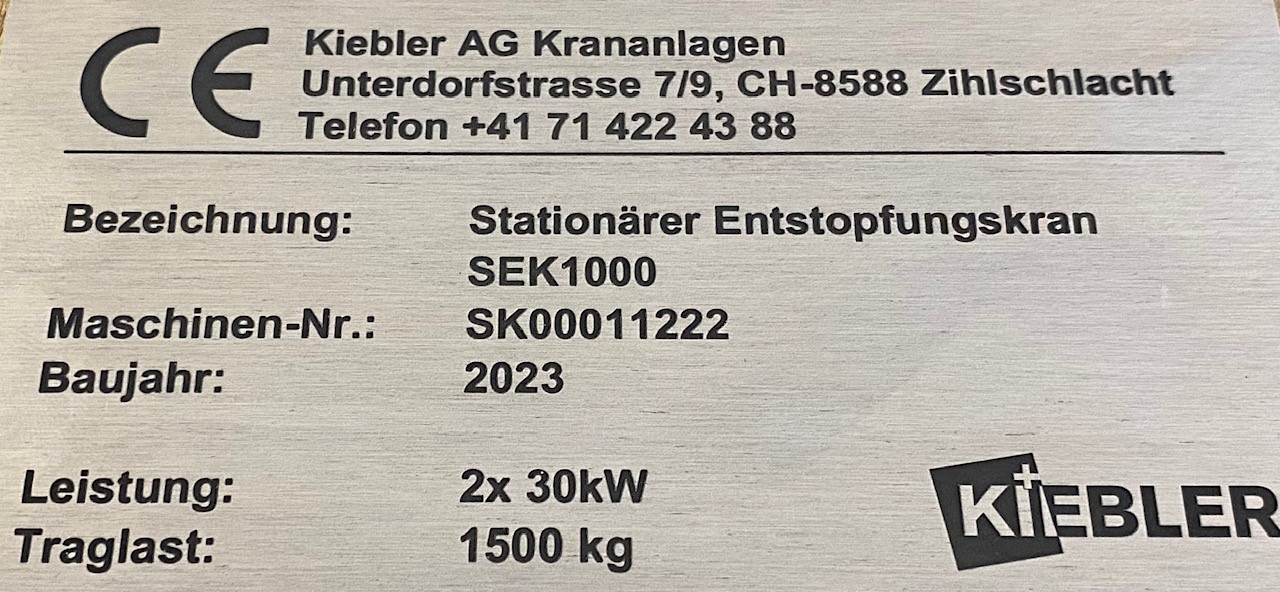 CE
Kiebler AG Krananlagen
Unterdorfstrasse 7/9, CH-8588 Zihlschlacht
Telefon +41 71 422 43 88
Bezeichnung: Stationärer Entstopfungskran
SEK1000
Maschinen-Nr.: SK00011222
Baujahr: 2023
Leistung: 2x 30kW
Traglast: 1500 kg
KIEBLER